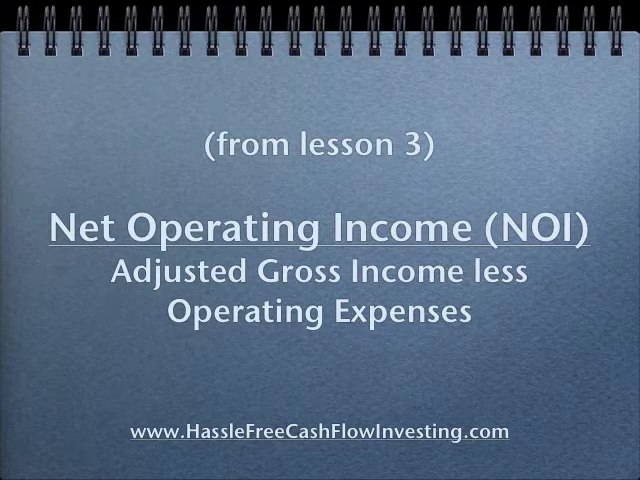 (from lesson 3)
Net Operating Income (NOI)
Adjusted Gross Income less
Operating Expenses
www.HassleFreeCashFlowInvesting.com